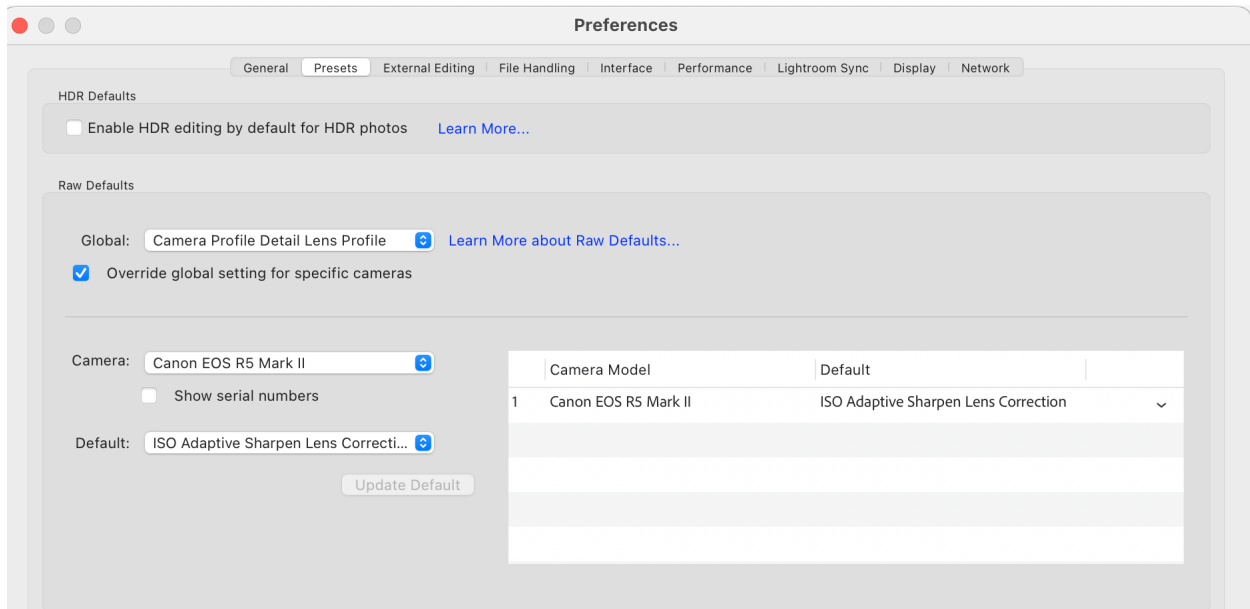 Preferences
General Presets External Editing File Handling Interface Performance Lightroom Sync Display Network
HDR Defaults
Enable HDR editing by default for HDR photos Learn More...
Raw Defaults
Global: Camera Profile Detail Lens Profile Learn More about Raw Defaults...
Override global setting for specific cameras
Camera: Canon EOS R5 Mark II
Show serial numbers
Default: ISO Adaptive Sharpen Lens Correcti...
Update Default
Camera Model Default
1 Canon EOS R5 Mark II ISO Adaptive Sharpen Lens Correction